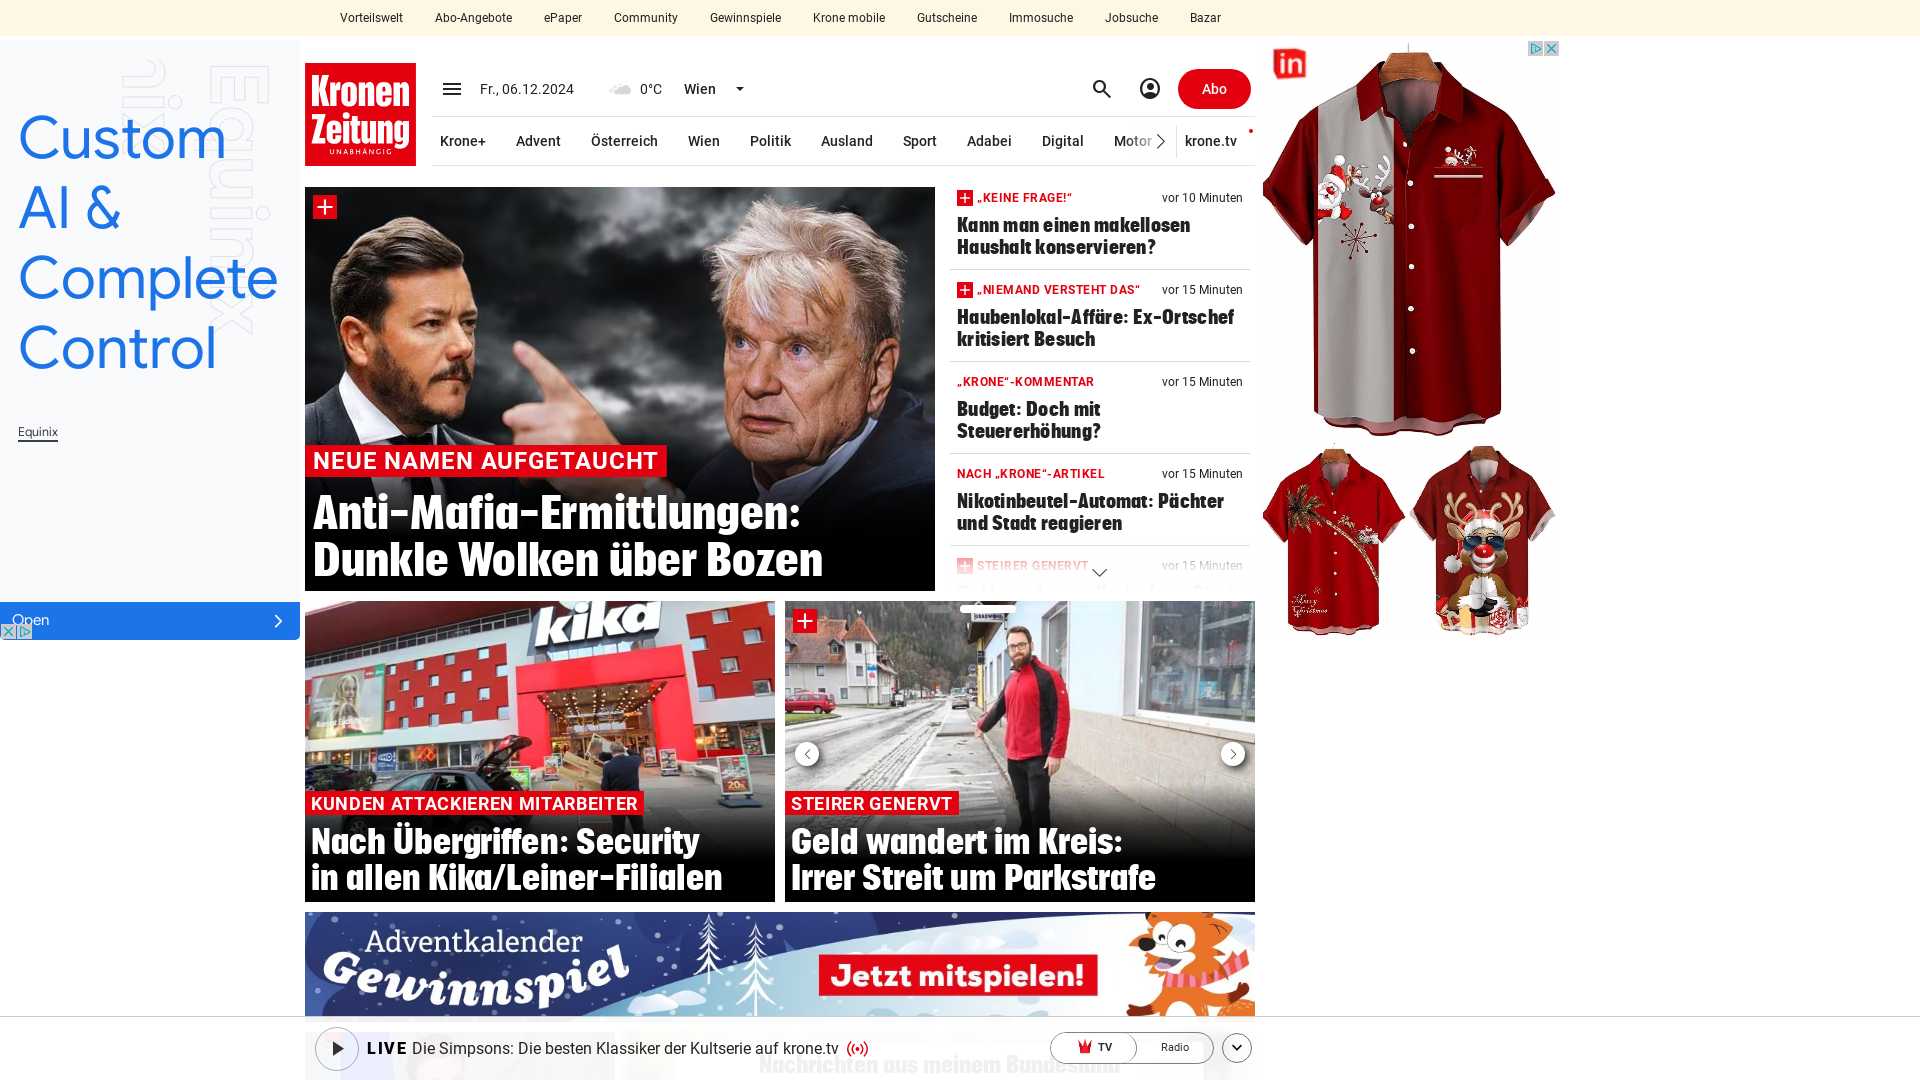 Vorteilswelt Abo-Angebote ePaper Community Gewinnspiele Krone mobile Gutscheine Immosuche Jobsuche Bazar
Equinix
Custom
AI &
Complete
Control
Equinix
Open
Kronen
Zeitung
UNABHÄNGIG
Fr., 06.12.2024
0°C
Wien
Abo
Krone+ Advent Österreich Wien Politik Ausland Sport Adabei Digital Motor krone.tv
NEUE NAMEN AUFGETAUCHT
Anti-Mafia-Ermittlungen:
Dunkle Wolken über Bozen
„KEINE FRAGE!“ vor 10 Minuten
Kann man einen makellosen
Haushalt konservieren?
„NIEMAND VERSTEHT DAS“ vor 15 Minuten
Haubenlokal-Affäre: Ex-Ortschef
kritisiert Besuch
„KRONE“-KOMMENTAR vor 15 Minuten
Budget: Doch mit
Steuererhöhung?
NACH „KRONE“-ARTIKEL vor 15 Minuten
Nikotinbeutel-Automat: Pächter
und Stadt reagieren
STEIRER GENERVT vor 15 Minuten
in
Merry
Christmas
kika
20%
KUNDEN ATTACKIEREN MITARBEITER
Nach Übergriffen: Security
in allen Kika/Leiner-Filialen
STEIRER GENERVT
Geld wandert im Kreis:
Irrer Streit um Parkstrafe
Adventkalender
Gewinnspiel
Jetzt mitspielen!
LIVE Die Simpsons: Die besten Klassiker der Kultserie auf krone.tv
TV
Radio
Nachrichten aus meinem Bundesland